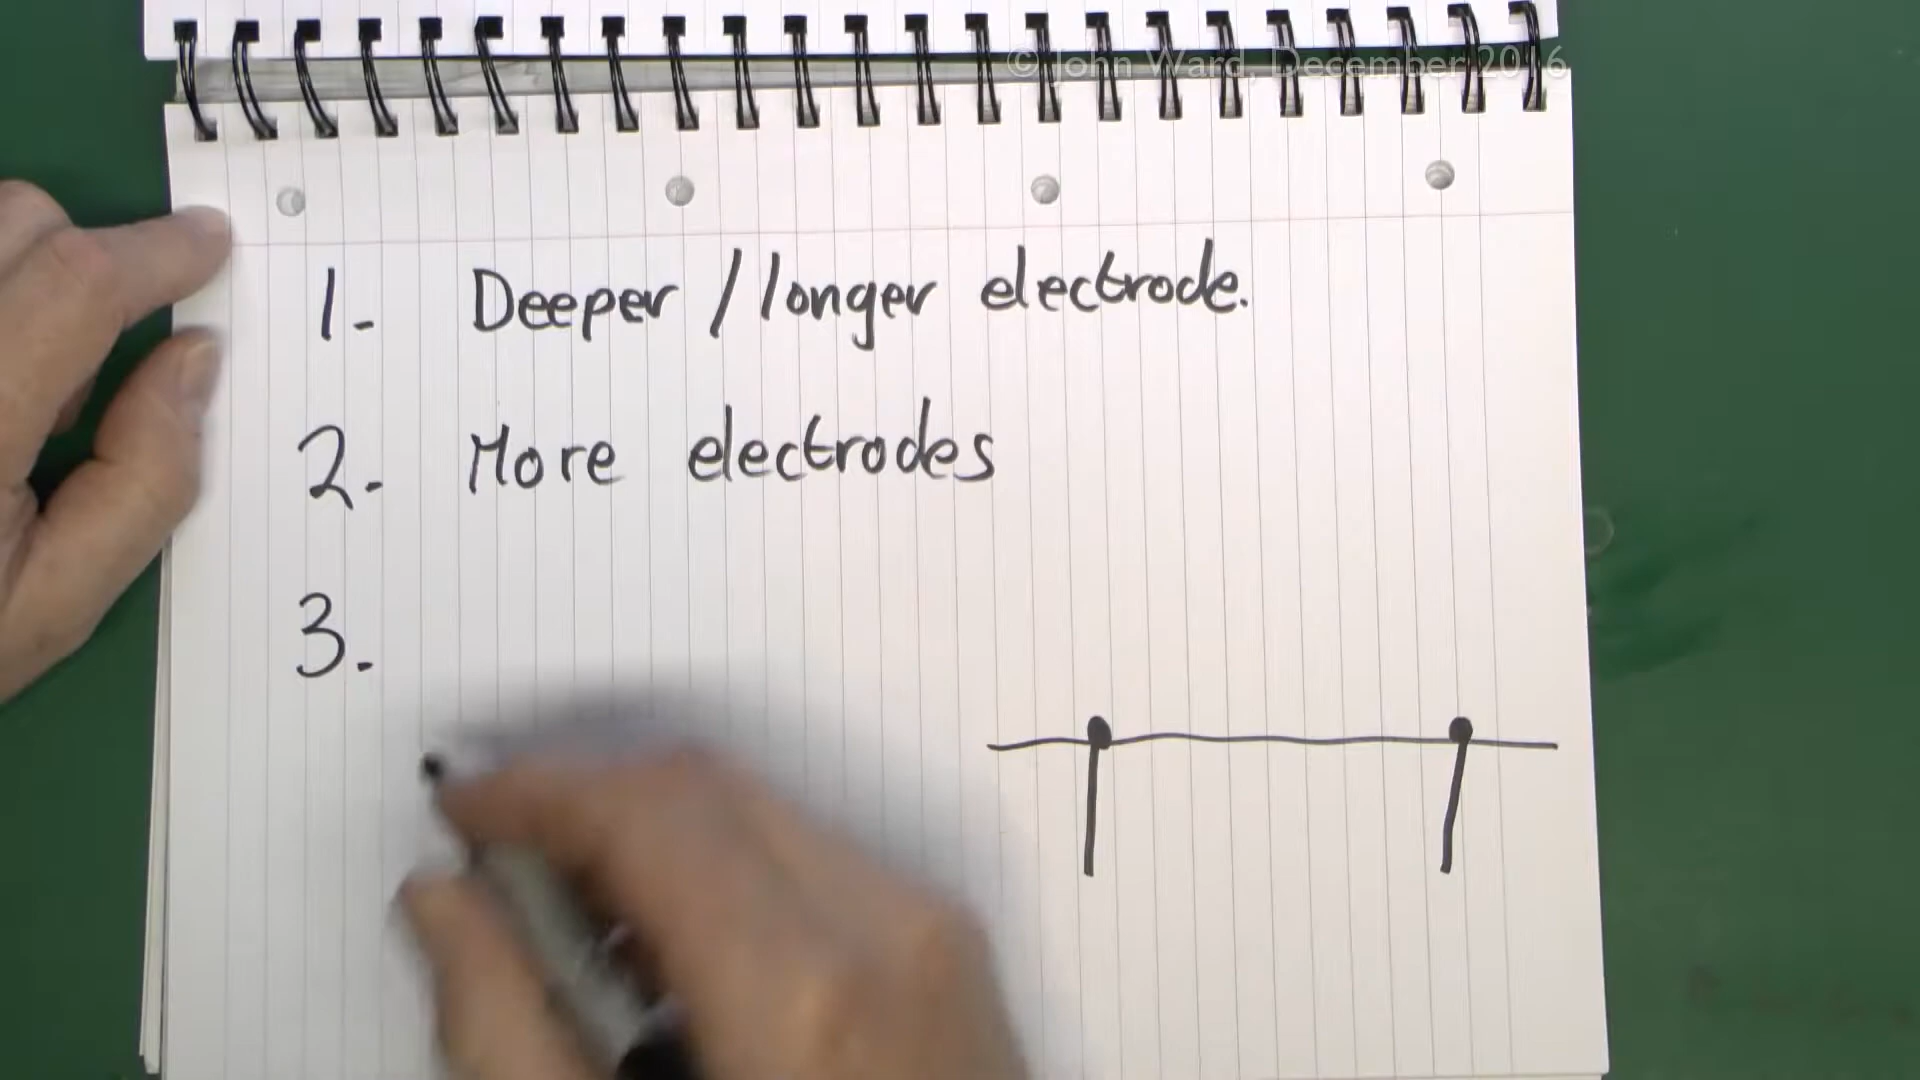 © John Ward, December 2016
1. Deeper / longer electrode.
2. More electrodes
3.